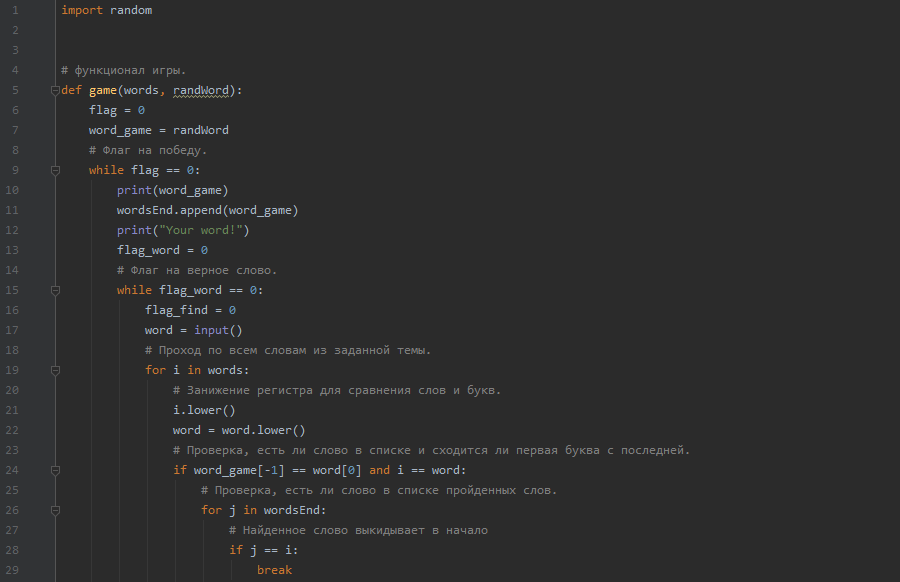 1 import random
2
3
4 # функционал игры.
5 def game(words, randWord):
6 flag = 0
7 word_game = randWord
8 # Флаг на победу.
9 while flag == 0:
10 print(word_game)
11 wordsEnd.append(word_game)
12 print("Your word!")
13 flag_word = 0
14 # Флаг на верное слово.
15 while flag_word == 0:
16 flag_find = 0
17 word = input()
18 # Проход по всем словам из заданной темы.
19 for i in words:
20 # Занижение регистра для сравнения слов и букв.
21 i.lower()
22 word = word.lower()
23 # Проверка, есть ли слово в списке и сходится ли первая буква с последней.
24 if word_game[-1] == word[0] and i == word:
25 # Проверка, есть ли слово в списке пройденных слов.
26 for j in wordsEnd:
27 # Найденное слово выкидывает в начало
28 if j == i:
29 break